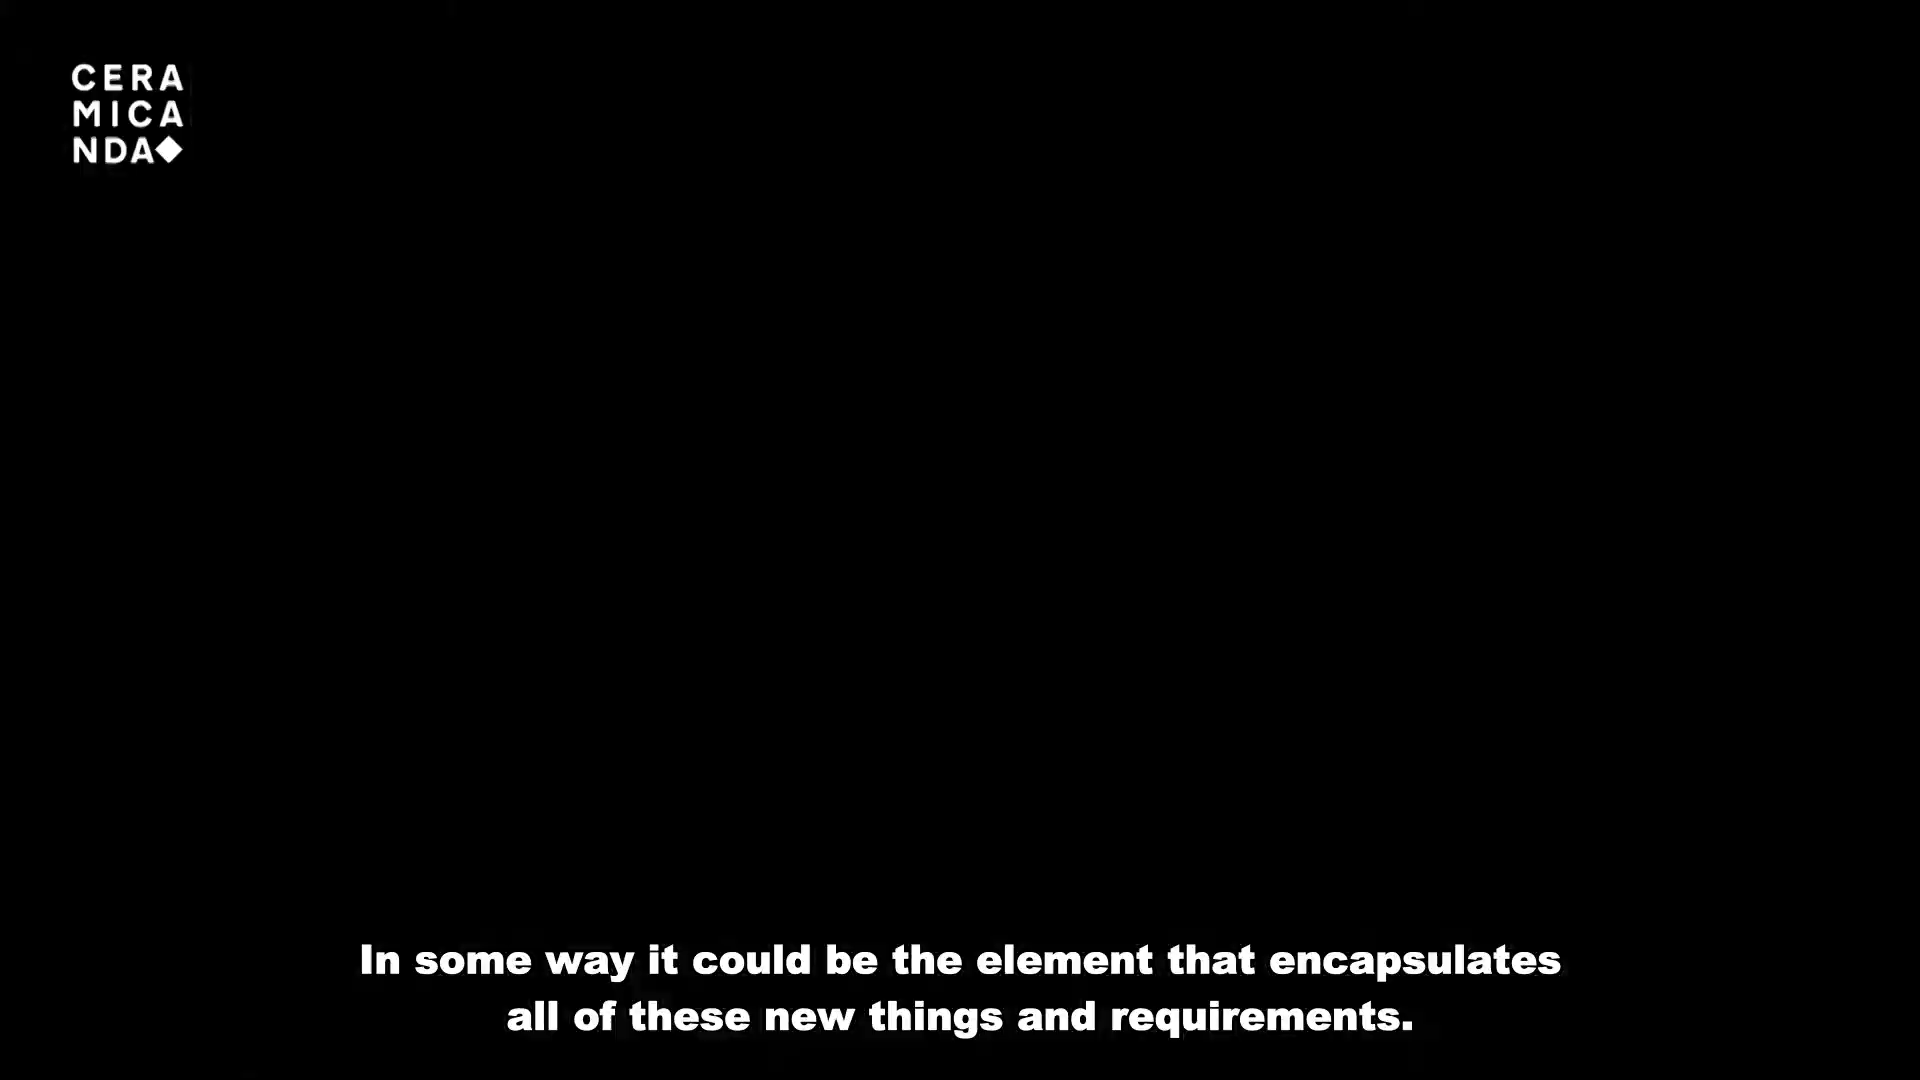 CERA
MICA
NDA
In some way it could be the element that encapsulates
all of these new things and requirements.